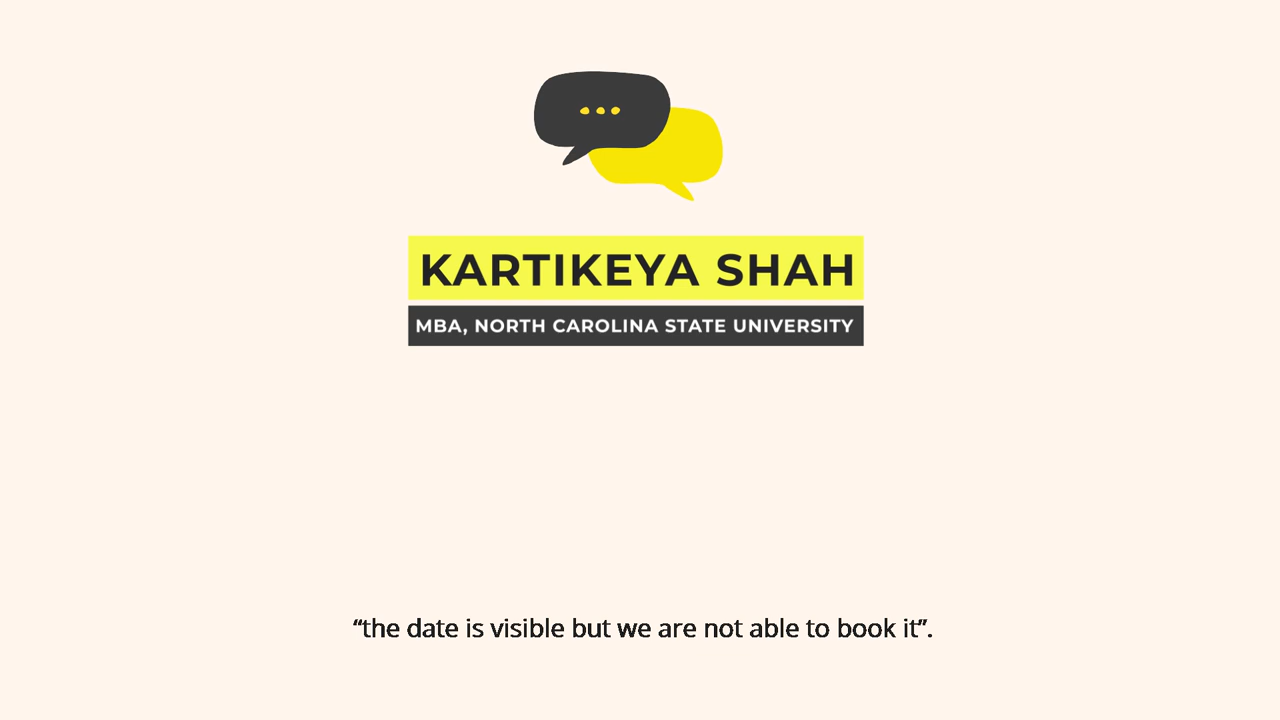 KARTIKEYA SHAH
MBA, NORTH CAROLINA STATE UNIVERSITY
“the date is visible but we are not able to book it”.